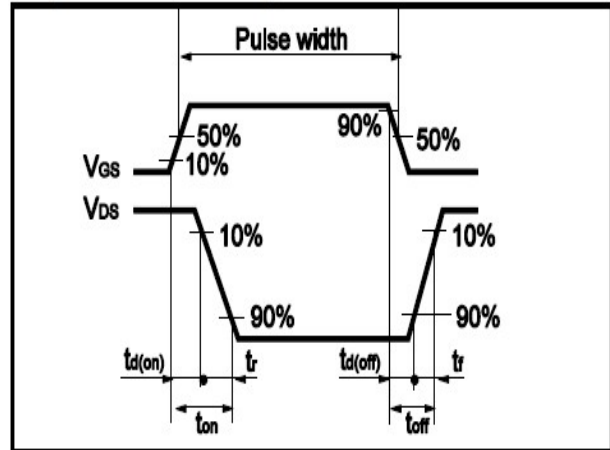 Pulse width
90%
50%
50%
VGS
10%
VDS
10%
10%
90%
90%
td(on)
tr
td(off)
tf
ton
toff